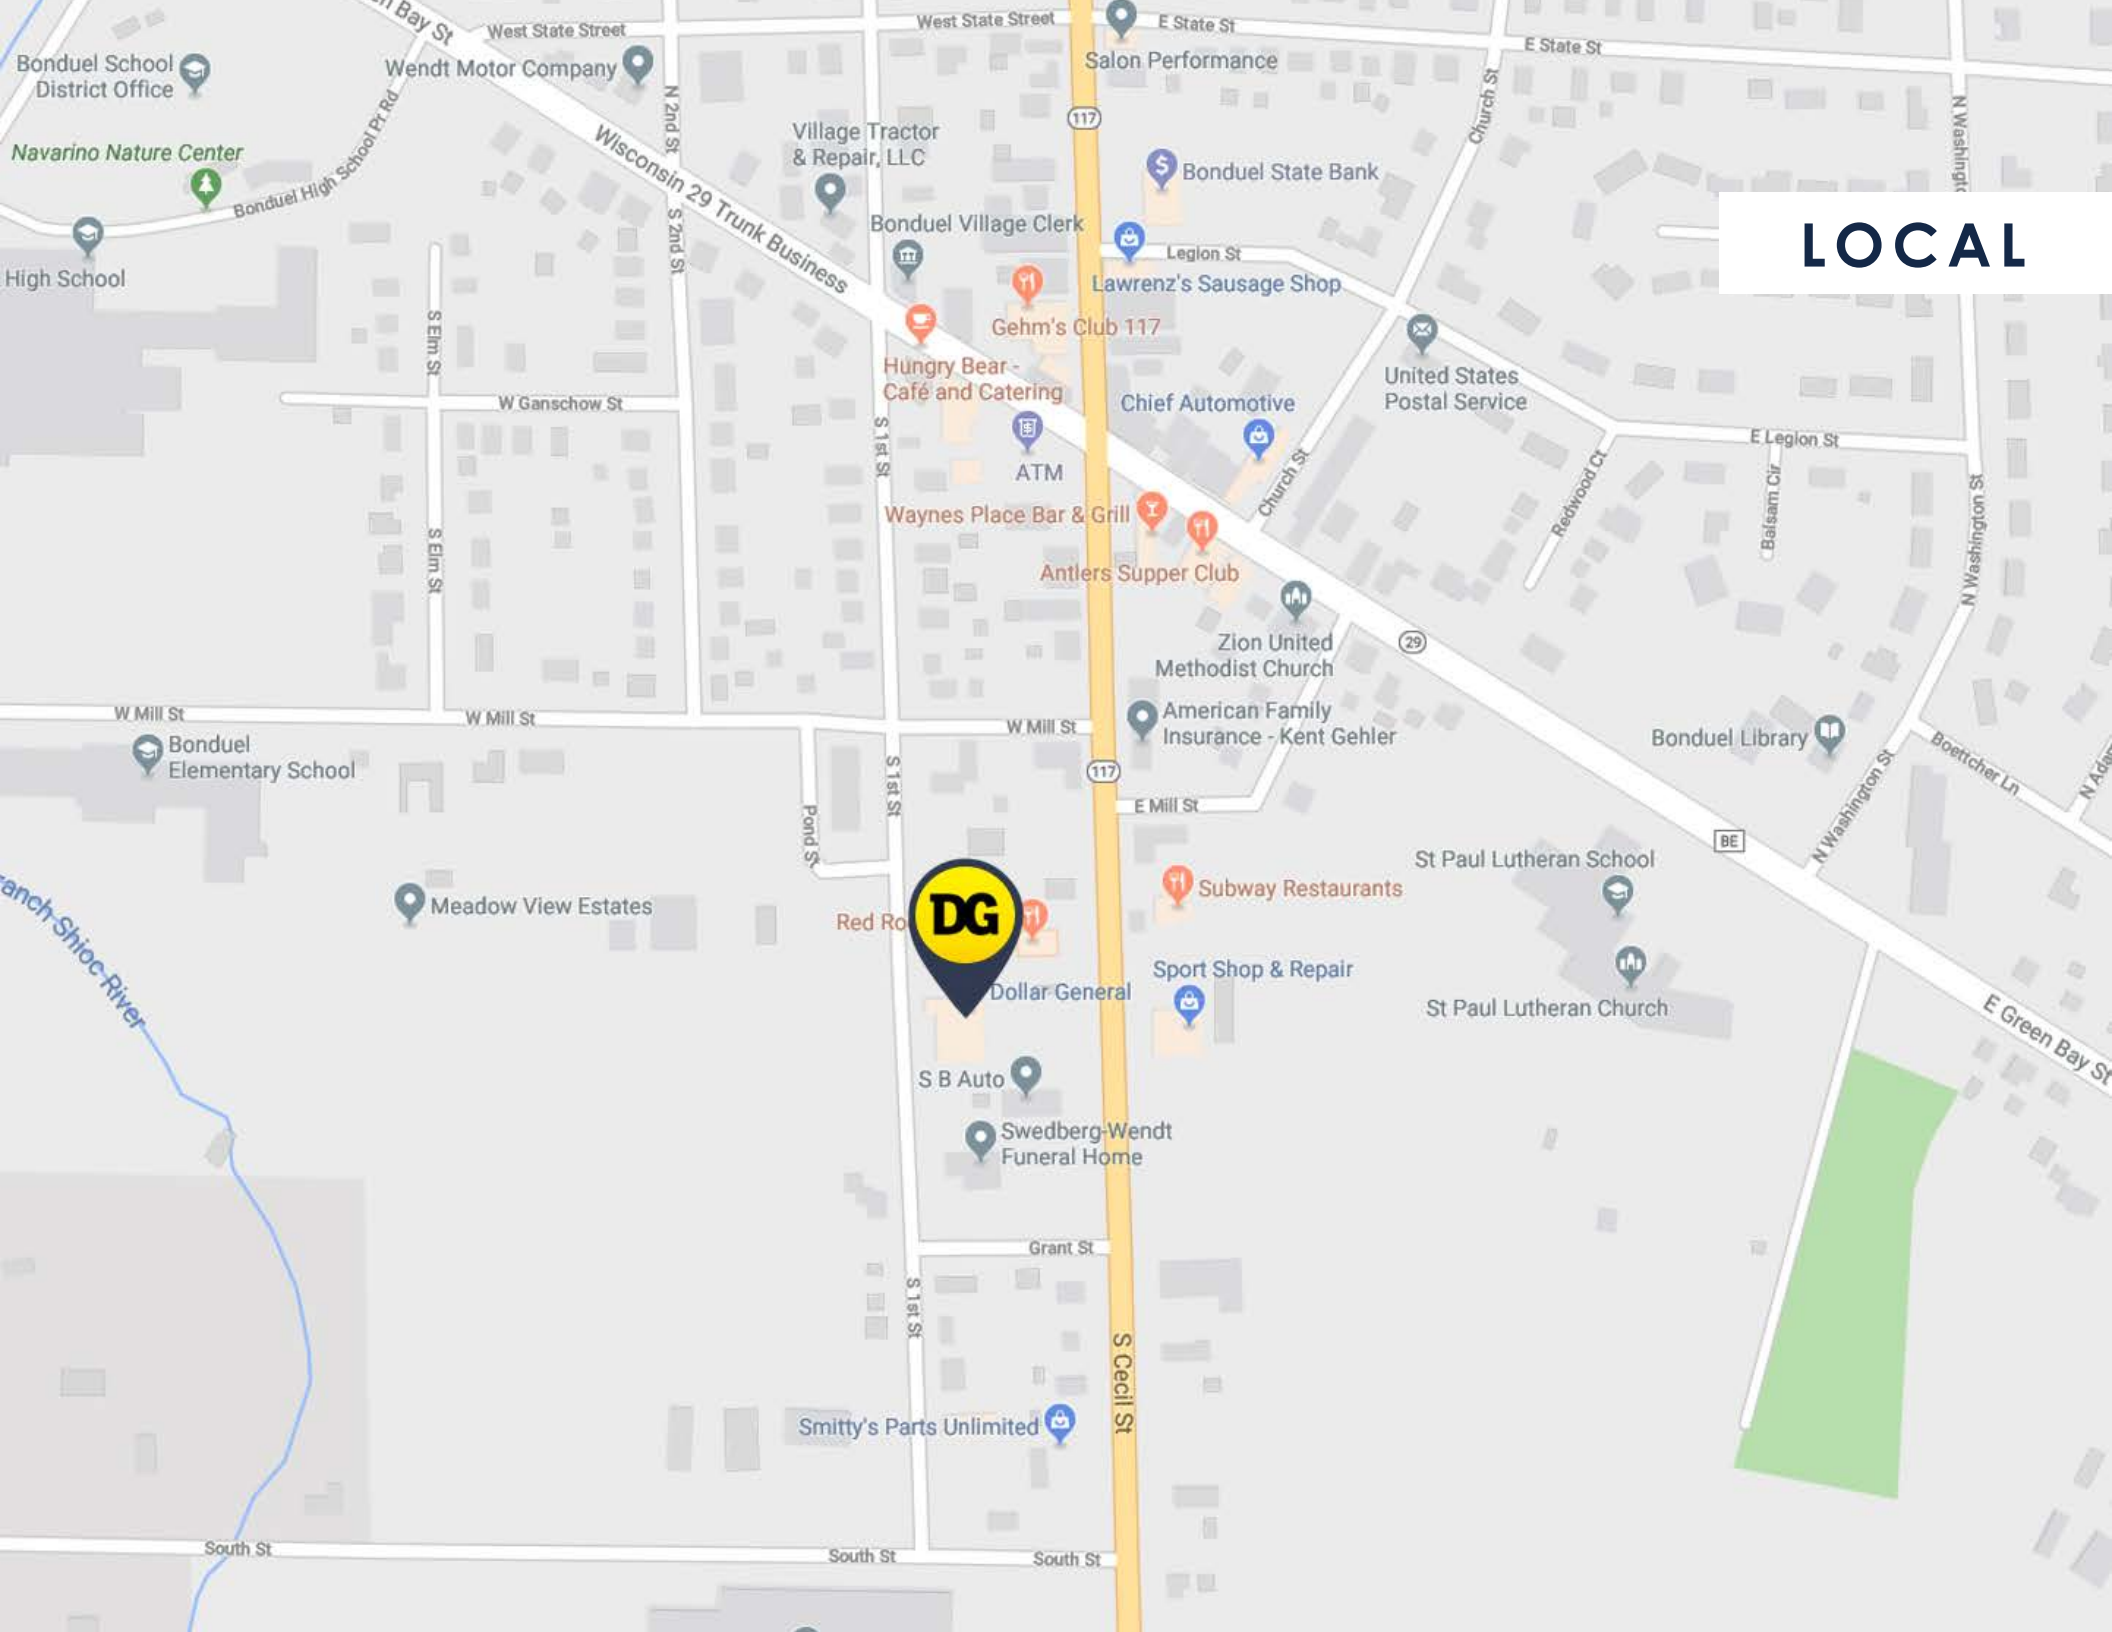 n Bay St
West State Street
West State Street
E State St
E State St
Bonduel School
District Office
Wendt Motor Company
Salon Performance
N 2nd St
117
Church St
N Washingt
Village Tractor
& Repair, LLC
Navarino Nature Center
Bonduel High School Pr Rd
Wisconsin 29 Trunk Business
Bonduel State Bank
S 2nd St
Bonduel Village Clerk
LOCAL
Legion St
High School
Lawrenz's Sausage Shop
Gehm's Club 117
S Elm St
Hungry Bear -
Café and Catering
United States
Postal Service
W Ganschow St
Chief Automotive
S 1st St
E Legion St
ATM
Church St
Redwood Ct
Balsam Cir
N Washington St
Waynes Place Bar & Grill
S Elm St
Antlers Supper Club
Zion United
Methodist Church
29
W Mill St
W Mill St
W Mill St
American Family
Insurance - Kent Gehler
Bonduel Library
Boettcher Ln
Bonduel
Elementary School
S 1st St
117
N Washington St
E Mill St
Pond St
BE
St Paul Lutheran School
anch Shioc River
Meadow View Estates
Red Ro
DG
Subway Restaurants
Sport Shop & Repair
Dollar General
St Paul Lutheran Church
E Green Bay St
S B Auto
Swedberg-Wendt
Funeral Home
Grant St
S 1st St
S Cecil St
Smitty's Parts Unlimited
South St
South St
South St